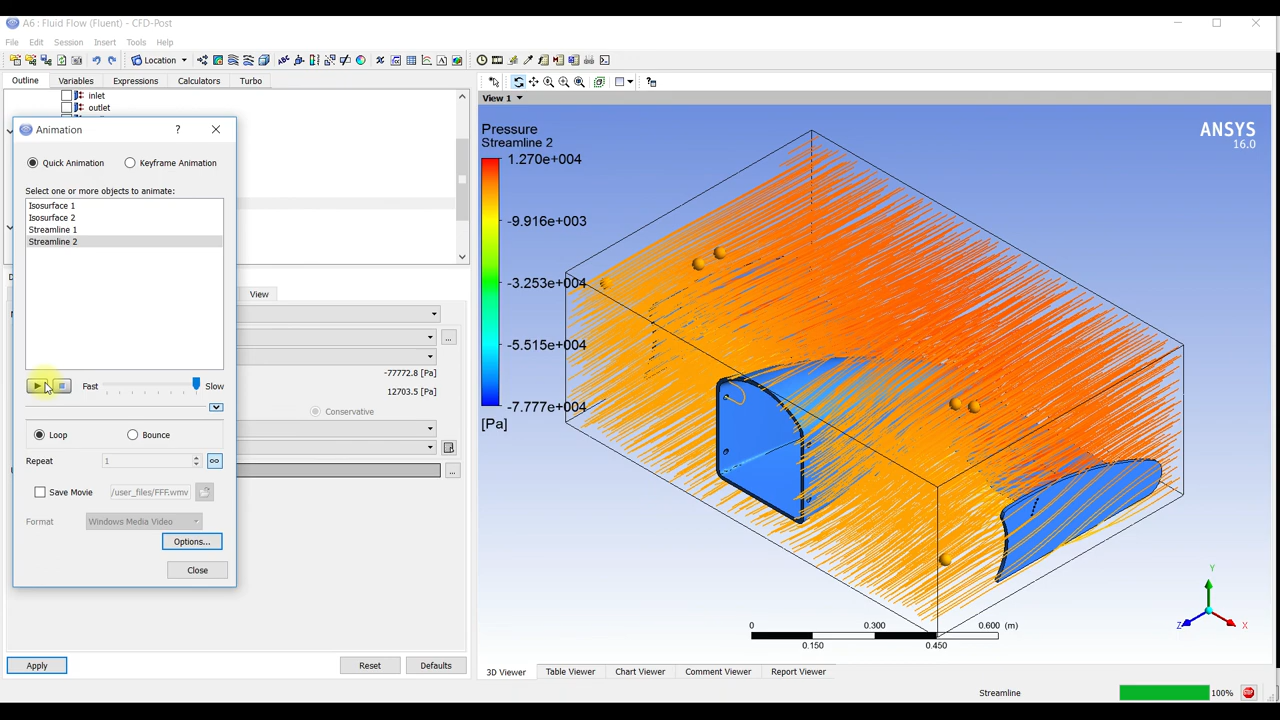 A6 : Fluid Flow (Fluent) - CFD-Post
File Edit Session Insert Tools Help
Location
Outline Variables Expressions Calculators Turbo
inlet
outlet
Animation
?
Quick Animation Keyframe Animation
Select one or more objects to animate:
Isosurface 1
Isosurface 2
Streamline 1
Streamline 2
Fast Slow
Loop Bounce
Repeat 1
Save Movie /user_files/FFF.wmv
Format Windows Media Video
Options...
Close
View
...
-77772.8 [Pa]
12703.5 [Pa]
Conservative
...
Apply Reset Defaults
View 1
Pressure
Streamline 2
1.270e+004
-9.916e+003
-3.253e+004
-5.515e+004
-7.777e+004
[Pa]
ANSYS
16.0
Y
Z X
0 0.300 0.600 (m)
0.150 0.450
3D Viewer Table Viewer Chart Viewer Comment Viewer Report Viewer
Streamline 100%